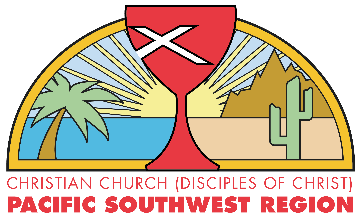 CHRISTIAN CHURCH (DISCIPLES OF CHRIST)
PACIFIC SOUTHWEST REGION